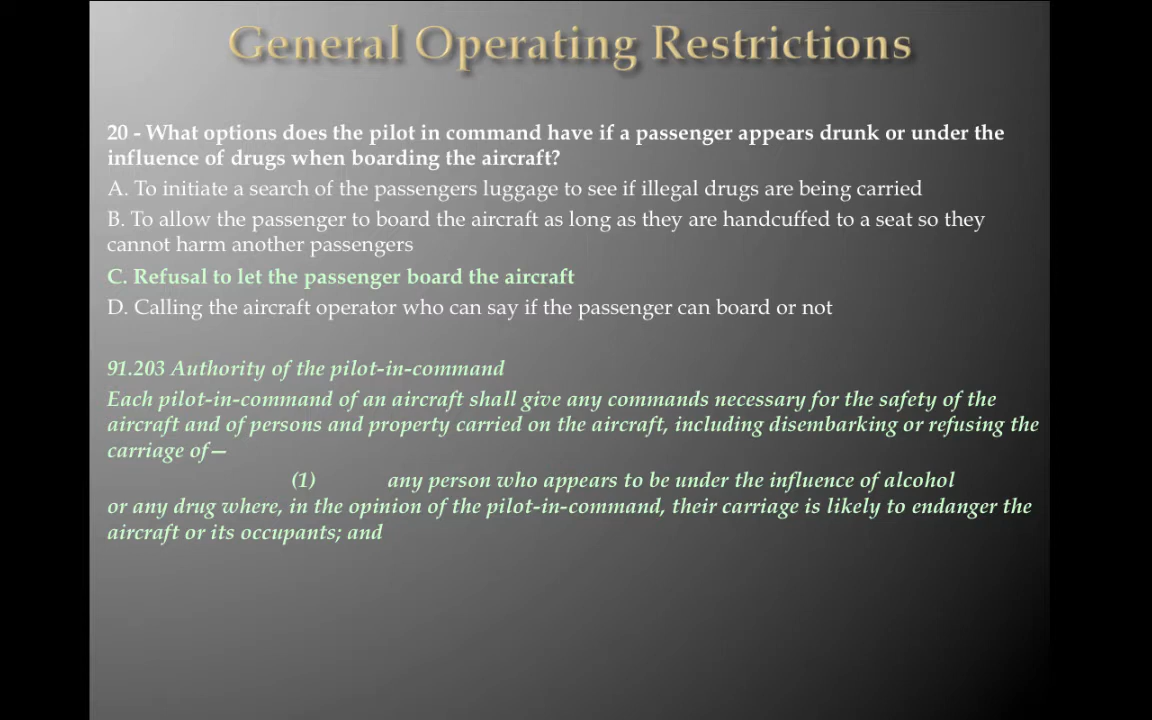 General Operating Restrictions
20 - What options does the pilot in command have if a passenger appears drunk or under the
influence of drugs when boarding the aircraft?
A. To initiate a search of the passengers luggage to see if illegal drugs are being carried
B. To allow the passenger to board the aircraft as long as they are handcuffed to a seat so they
cannot harm another passengers
C. Refusal to let the passenger board the aircraft
D. Calling the aircraft operator who can say if the passenger can board or not
91.203 Authority of the pilot-in-command
Each pilot-in-command of an aircraft shall give any commands necessary for the safety of the
aircraft and of persons and property carried on the aircraft, including disembarking or refusing the
carriage of—
(1) any person who appears to be under the influence of alcohol
or any drug where, in the opinion of the pilot-in-command, their carriage is likely to endanger the
aircraft or its occupants; and